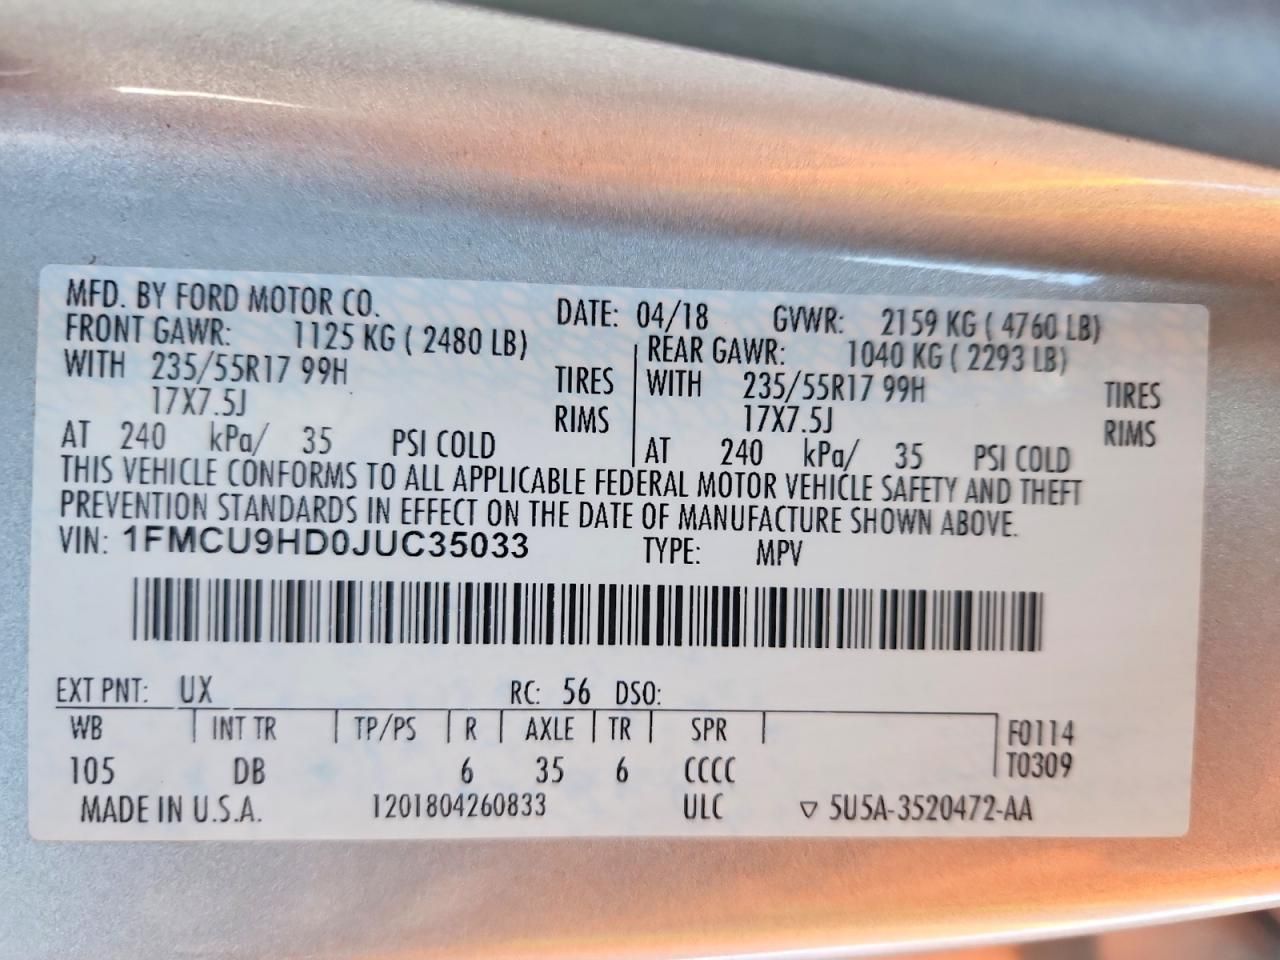 MFD. BY FORD MOTOR CO.
DATE: 04/18 GVWR: 2159 KG ( 4760 LB)
FRONT GAWR: 1125 KG ( 2480 LB)
WITH 235/55R17 99H TIRES
17X7.5J RIMS
AT 240 kPa/ 35 PSI COLD
REAR GAWR: 1040 KG ( 2293 LB)
WITH 235/55R17 99H TIRES
17X7.5J RIMS
AT 240 kPa/ 35 PSI COLD
THIS VEHICLE CONFORMS TO ALL APPLICABLE FEDERAL MOTOR VEHICLE SAFETY AND THEFT
PREVENTION STANDARDS IN EFFECT ON THE DATE OF MANUFACTURE SHOWN ABOVE.
VIN: 1FMCU9HD0JUC35033 TYPE: MPV
EXT PNT: UX RC: 56 DSO:
WB INT TR TP/PS R AXLE TR SPR F0114
105 DB 6 35 6 CCCC T0309
MADE IN U.S.A. 1201804260833 ULC ▽ 5U5A-3520472-AA